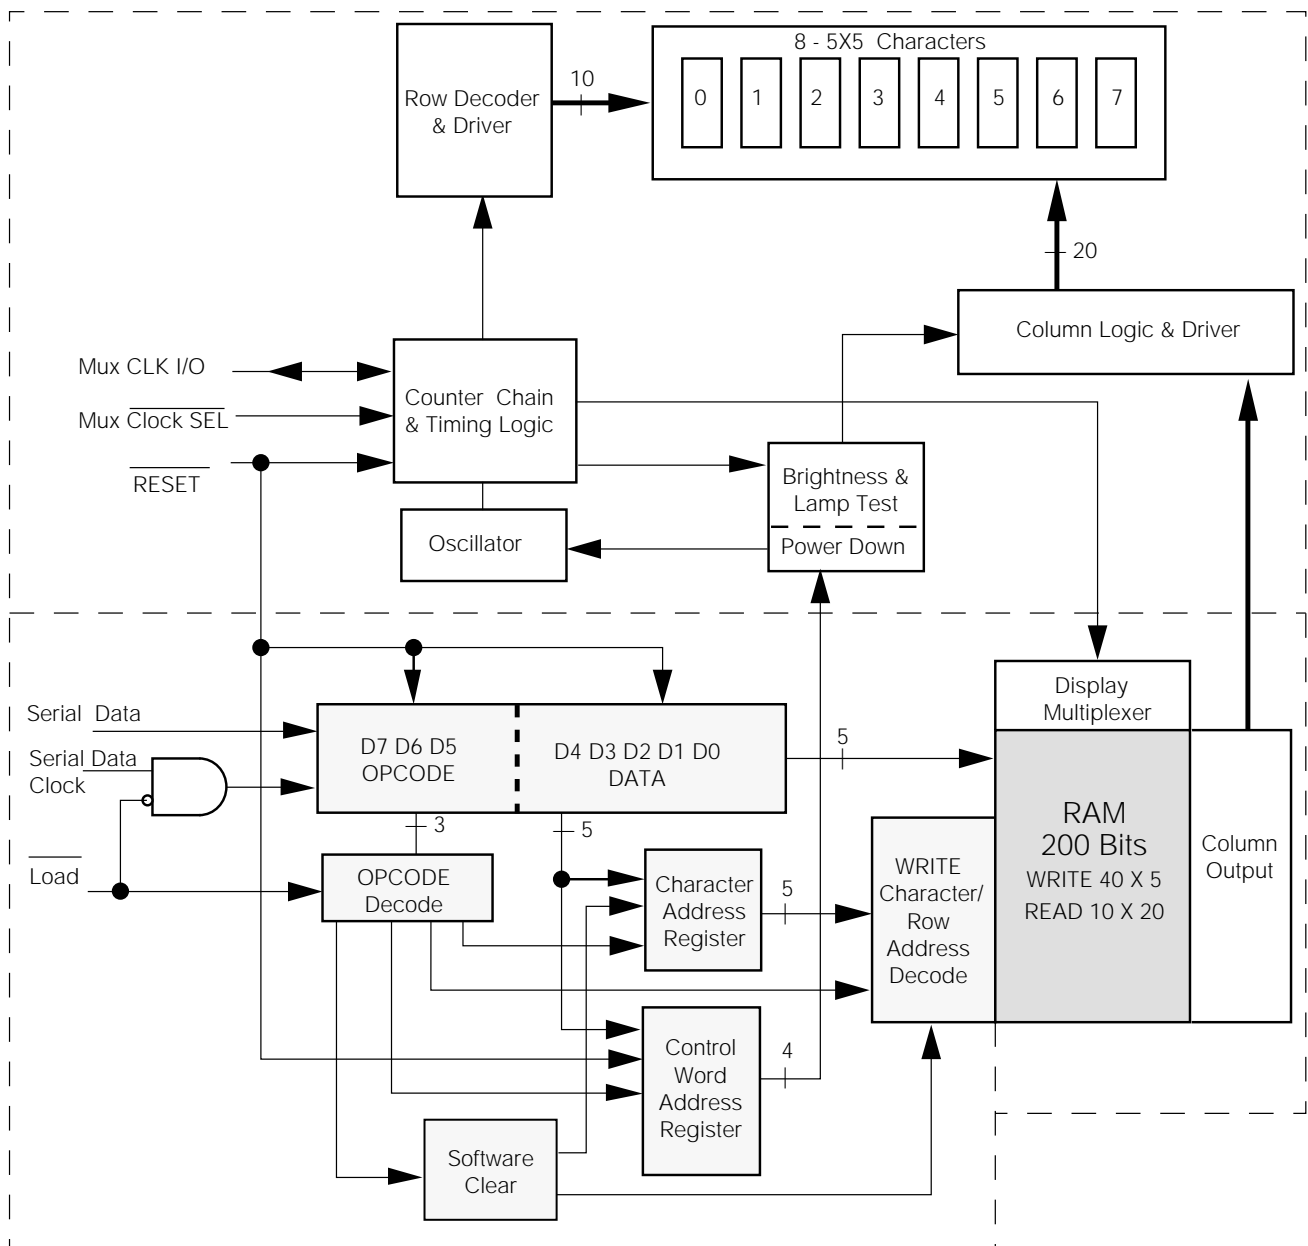 8 - 5X5 Characters
0 1 2 3 4 5 6 7
Row Decoder
& Driver
10
20
Column Logic & Driver
Mux CLK I/O
Mux Clock SEL
RESET
Counter Chain
& Timing Logic
Oscillator
Brightness &
Lamp Test
Power Down
Serial Data
Serial Data
Clock
Load
D7 D6 D5
OPCODE
D4 D3 D2 D1 D0
DATA
5
3
5
OPCODE
Decode
Character
Address
Register
5
WRITE
Character/
Row
Address
Decode
Display
Multiplexer
RAM
200 Bits
WRITE 40 X 5
READ 10 X 20
Column
Output
Control
Word
Address
Register
4
Software
Clear